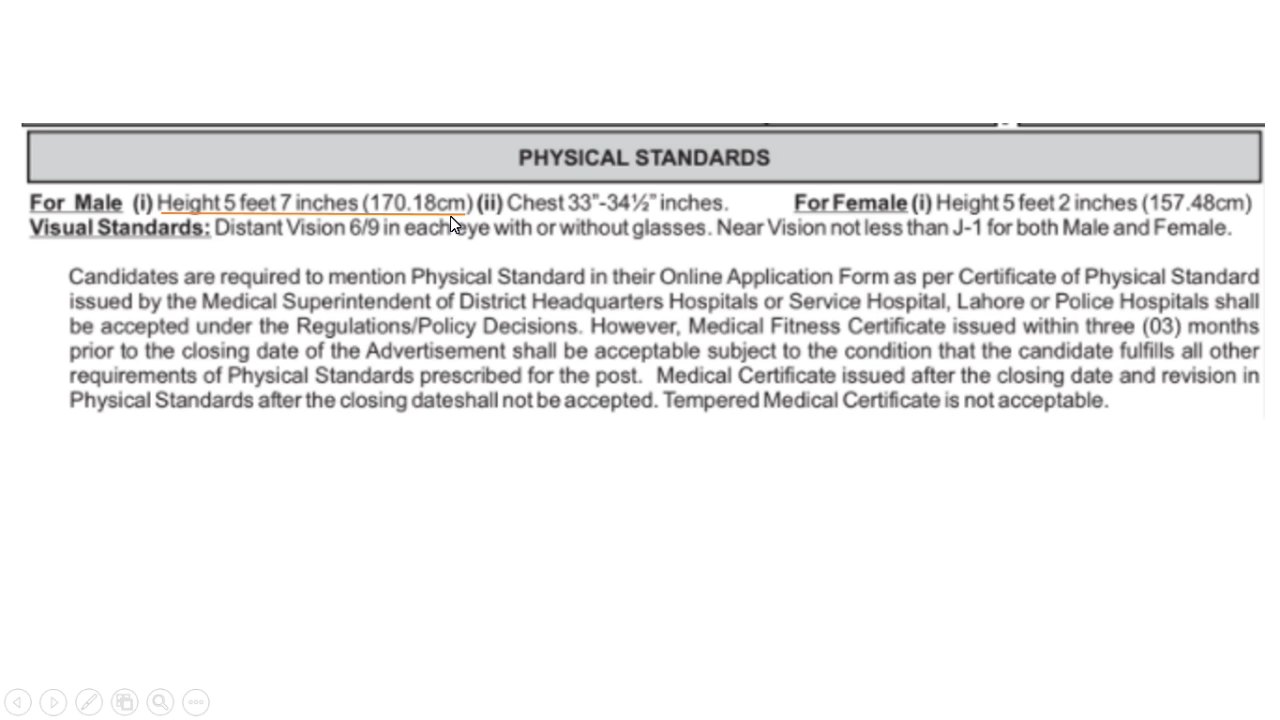 PHYSICAL STANDARDS
For Male (i) Height 5 feet 7 inches (170.18cm) (ii) Chest 33"-34½" inches. For Female (i) Height 5 feet 2 inches (157.48cm)
Visual Standards: Distant Vision 6/9 in each eye with or without glasses. Near Vision not less than J-1 for both Male and Female.
Candidates are required to mention Physical Standard in their Online Application Form as per Certificate of Physical Standard
issued by the Medical Superintendent of District Headquarters Hospitals or Service Hospital, Lahore or Police Hospitals shall
be accepted under the Regulations/Policy Decisions. However, Medical Fitness Certificate issued within three (03) months
prior to the closing date of the Advertisement shall be acceptable subject to the condition that the candidate fulfills all other
requirements of Physical Standards prescribed for the post. Medical Certificate issued after the closing date and revision in
Physical Standards after the closing dateshall not be accepted. Tempered Medical Certificate is not acceptable.